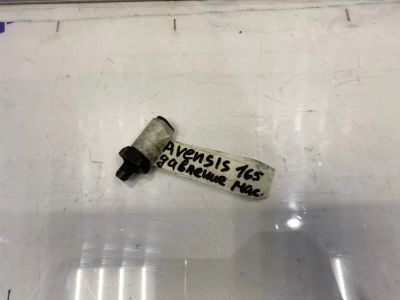 Avensis 165
давление мас.